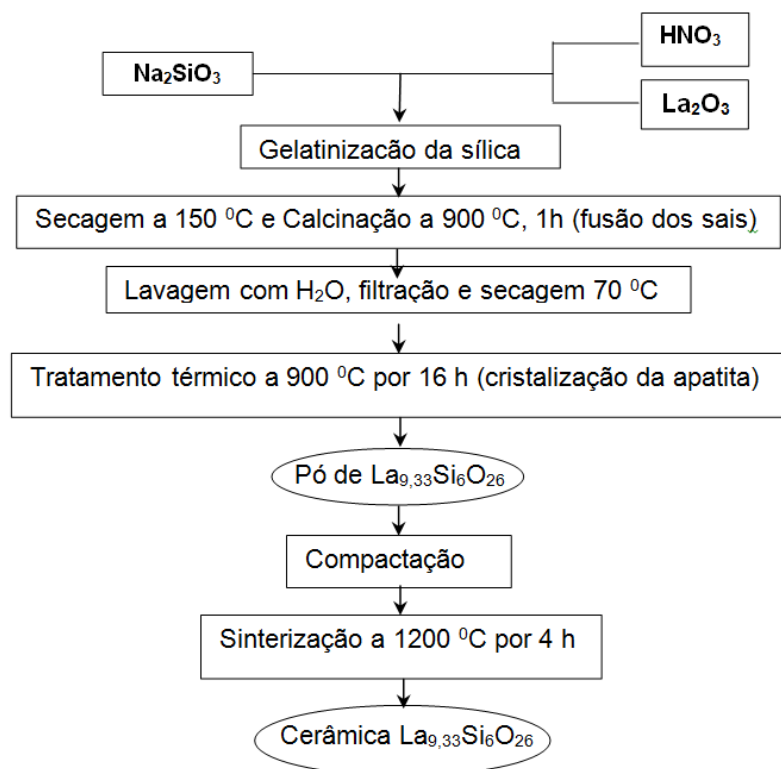 HNO₃
Na₂SiO₃
La₂O₃
Gelatinizacão da sílica
Secagem a 150 ⁰C e Calcinação a 900 ⁰C, 1h (fusão dos sais)
Lavagem com H₂O, filtração e secagem 70 ⁰C
Tratamento térmico a 900 ⁰C por 16 h (cristalização da apatita)
Pó de La₉,₃₃Si₆O₂₆
Compactação
Sinterização a 1200 ⁰C por 4 h
Cerâmica La₉,₃₃Si₆O₂₆